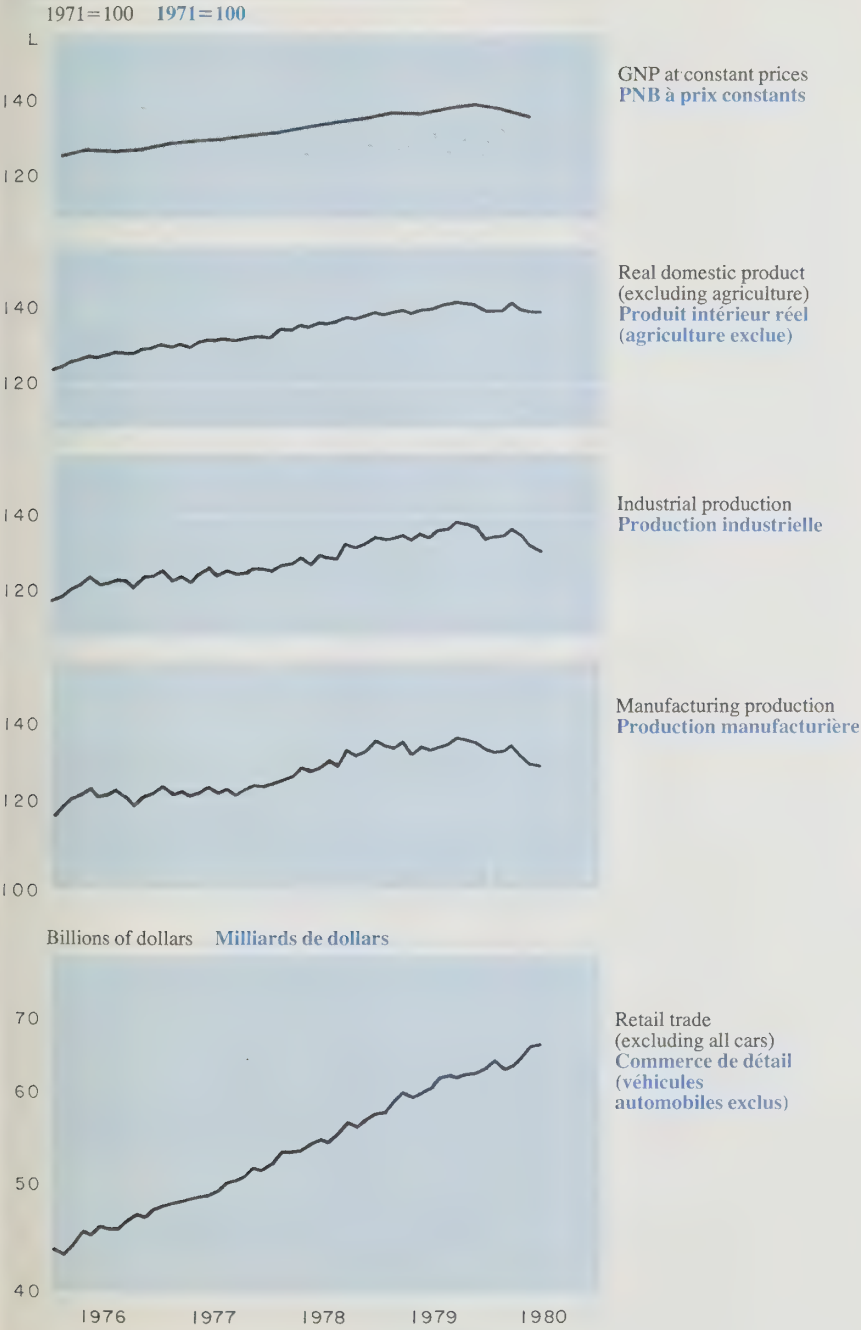 1971=100 1971=100
L
140
120
GNP at constant prices
PNB à prix constants
140
120
Real domestic product
(excluding agriculture)
Produit intérieur réel
(agriculture exclue)
140
120
Industrial production
Production industrielle
140
120
100
Manufacturing production
Production manufacturière
Billions of dollars Milliards de dollars
70
60
50
40
Retail trade
(excluding all cars)
Commerce de détail
(véhicules
automobiles exclus)
1976 1977 1978 1979 1980